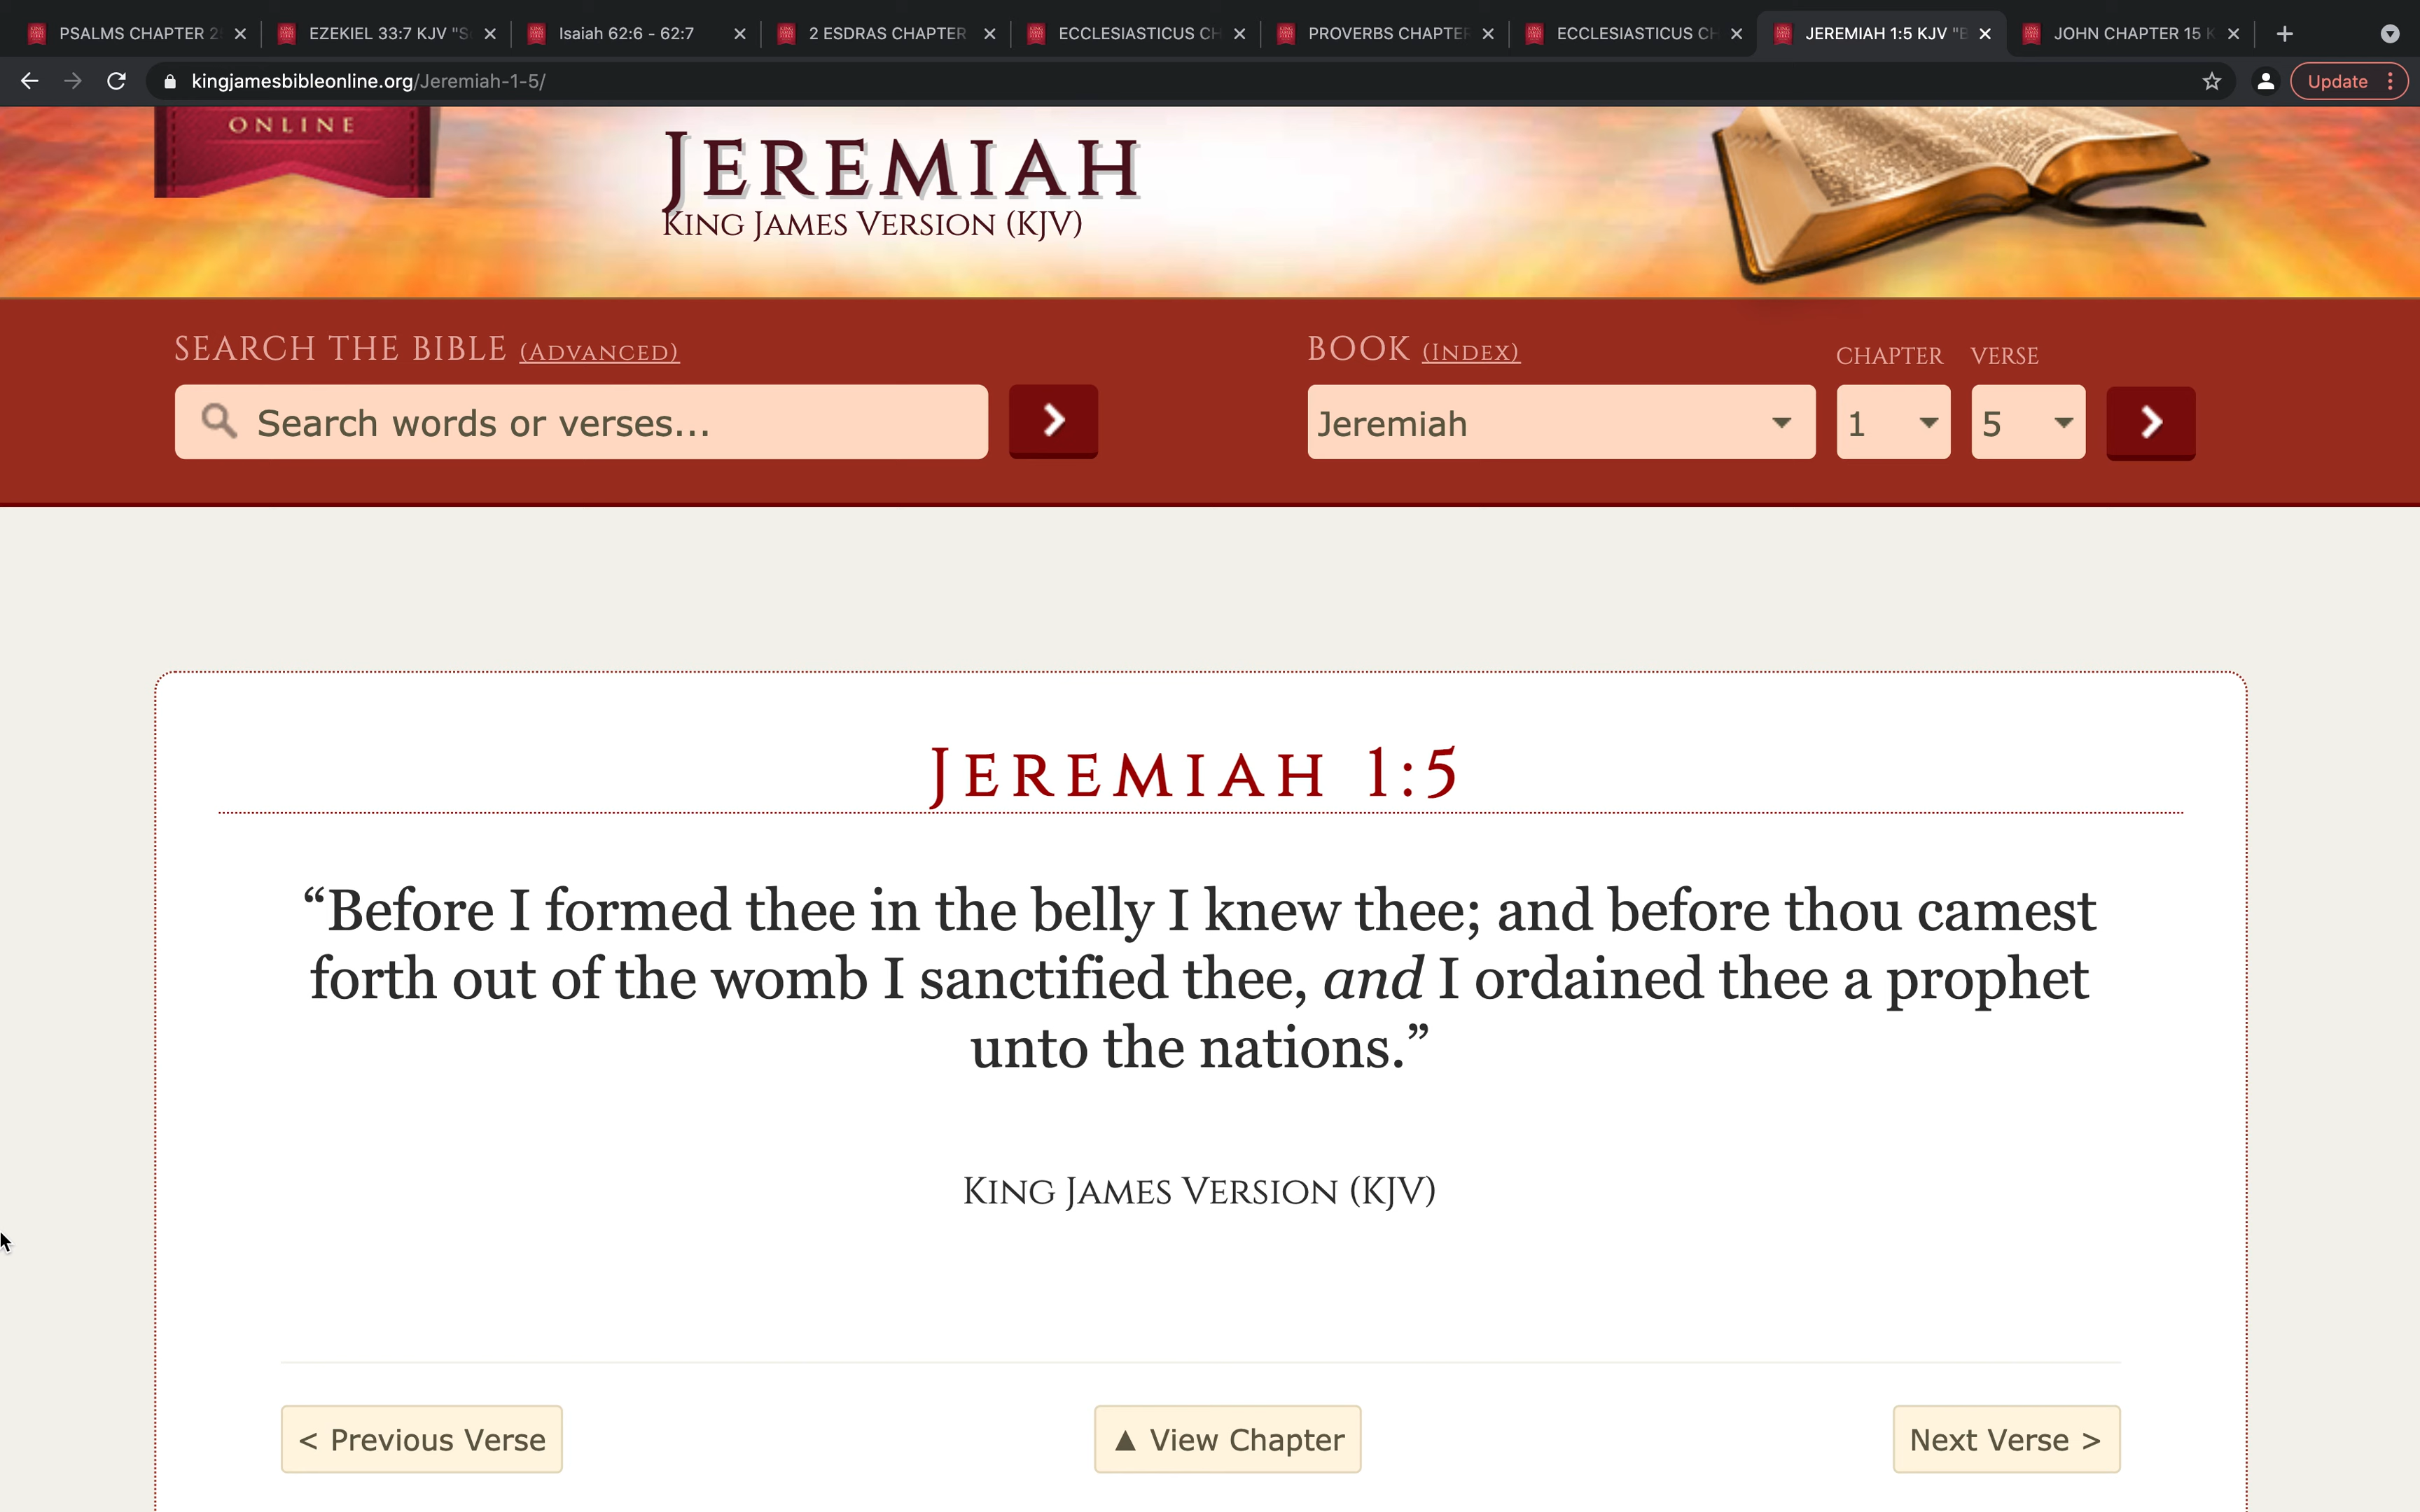 PSALMS CHAPTER 2
EZEKIEL 33:7 KJV "S
Isaiah 62:6 - 62:7
2 ESDRAS CHAPTER
ECCLESIASTICUS CH
PROVERBS CHAPTER
ECCLESIASTICUS CH
JEREMIAH 1:5 KJV "B
JOHN CHAPTER 15 K
kingjamesbibleonline.org/Jeremiah-1-5/
Update
ONLINE
JEREMIAH
KING JAMES VERSION (KJV)
SEARCH THE BIBLE (ADVANCED)
BOOK (INDEX)
CHAPTER
VERSE
Search words or verses...
Jeremiah
1
5
JEREMIAH 1:5
“Before I formed thee in the belly I knew thee; and before thou camest
forth out of the womb I sanctified thee, and I ordained thee a prophet
unto the nations.”
KING JAMES VERSION (KJV)
< Previous Verse
▲ View Chapter
Next Verse >